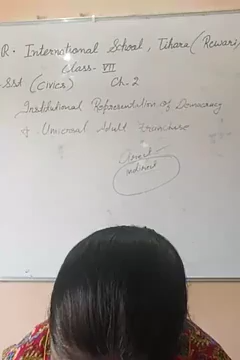 R. International School, Tihara (Rewari)
Class- VII
Sst (Civics) Ch. 2
Institutional Representation of Democracy
& Universal Adult Franchise
Direct
Indirect